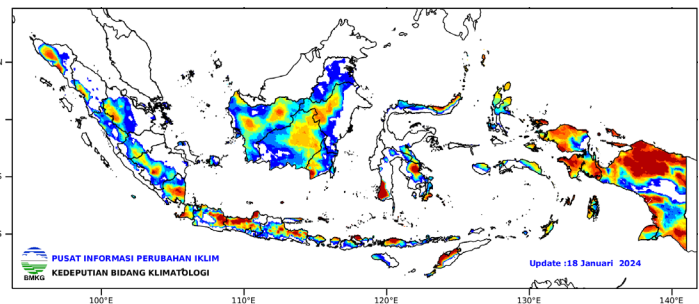 N
S
S
PUSAT INFORMASI PERUBAHAN IKLIM
KEDEPUTIAN BIDANG KLIMATOLOGI
BMKG
Update :18 Januari 2024
100°E 110°E 120°E 130°E 140°E